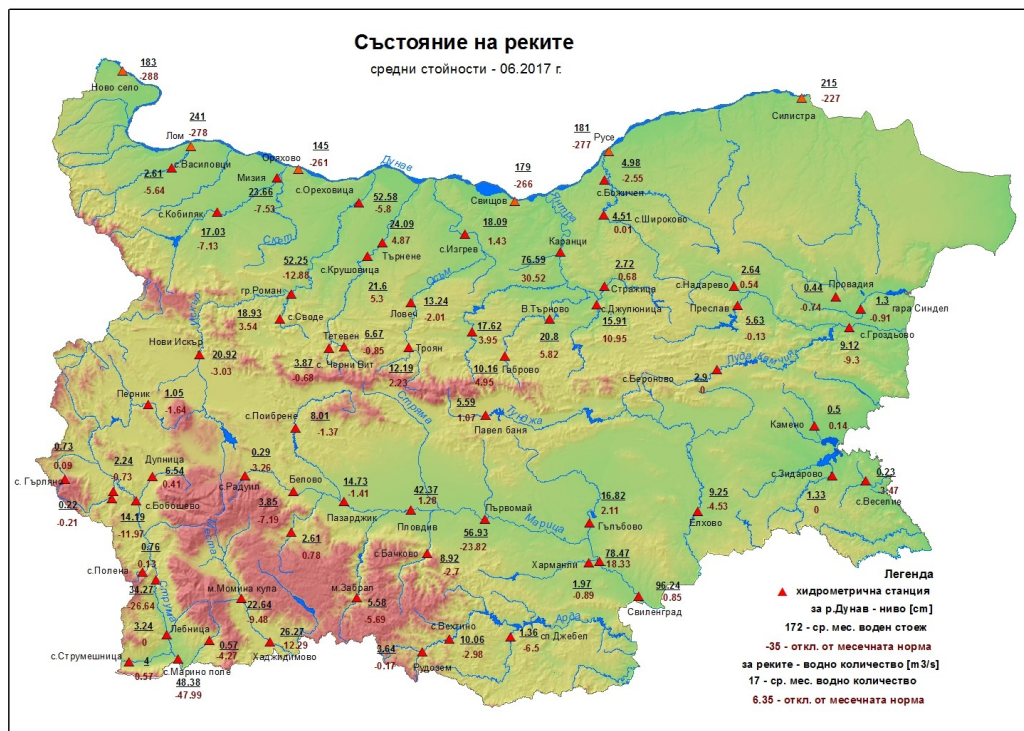 Състояние на реките
средни стойности - 06.2017 г.
183
-288
Ново село
215
-227
Силистра
241
-278
Лом
145
-261
Оряхово
Дунав
179
-266
Свищов
181
-277
Русе
2.61
-5.64
с.Василовци
Мизия
23.66
-7.53
с.Ореховица
52.58
-5.8
4.98
-2.55
с.Божичен
4.51
0.01
с.Широково
Янтра
с.Кобиляк
17.03
-7.13
Скът
24.09
4.87
Търнене
18.09
1.43
с.Изгрев
Каранци
76.59
30.52
52.25
-12.88
с.Крушовица
21.6
5.3
Осъм
2.72
0.68
Стражица
2.64
0.54
с.Надарево
0.44
-0.74
Провадия
1.3
-0.91
гара Синдел
гр.Роман
18.93
3.54
с.Своде
Искър
13.24
-2.01
Ловеч
В.Търново
20.8
5.82
с.Джулюница
15.91
10.95
Преслав
5.63
-0.13
с.Гроздьово
9.12
-9.3
Нови Искър
20.92
-3.03
Тетевен
6.67
-0.85
3.87
-0.68
с. Черни Вит
Троян
12.19
2.23
17.62
3.95
10.16
4.95
Габрово
Луда Камчия
с.Бероново
2.9
0
Перник
1.05
-1.64
с.Поибрене
8.01
-1.37
Стряма
5.59
1.07
Павел баня
Тунджа
0.5
0.14
Камено
0.73
0.09
с. Гърляно
2.24
0.73
Дупница
6.54
0.41
0.29
-3.26
с.Радуил
Белово
3.85
-7.19
14.73
-1.41
Пазарджик
42.37
1.28
Пловдив
Първомай
56.93
-23.82
Марица
16.82
2.11
Гълъбово
9.25
-4.53
Елхово
с.Зидарово
1.33
0
0.23
-3.47
с.Веселие
0.22
-0.21
14.19
-11.97
с.Бобошево
Места
2.61
0.78
0.76
0.13
с.Полена
34.27
-26.64
Струма
с.Бачково
8.92
-2.7
Харманли
78.47
18.33
1.97
-0.89
96.24
0.85
Свиленград
м.Момина кула
22.64
-9.48
м.Забрал
5.58
-5.69
3.24
0
Лебница
0.57
-4.27
26.27
-12.29
Хаджидимово
с.Вехтино
10.06
-2.98
Арда
1.36
-6.5
сп.Джебел
3.64
-0.17
Рудозем
с.Струмешница
4
0.57
с.Марино поле
48.38
-47.99
Легенда
хидрометрична станция
за р.Дунав - ниво [cm]
172 - ср. мес. воден стоеж
-35 - откл. от месечната норма
за реките - водно количество [m3/s]
17 - ср. мес. водно количество
6.35 - откл. от месечната норма